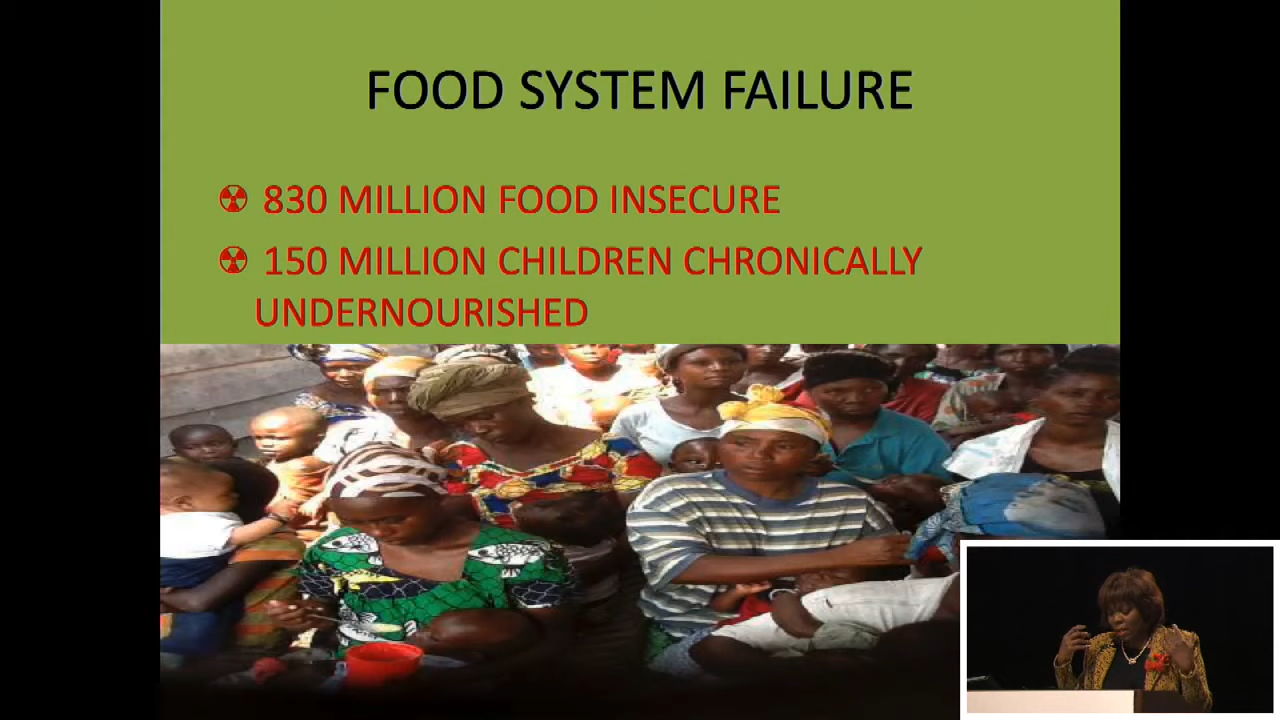 FOOD SYSTEM FAILURE
☢ 830 MILLION FOOD INSECURE
☢ 150 MILLION CHILDREN CHRONICALLY
UNDERNOURISHED